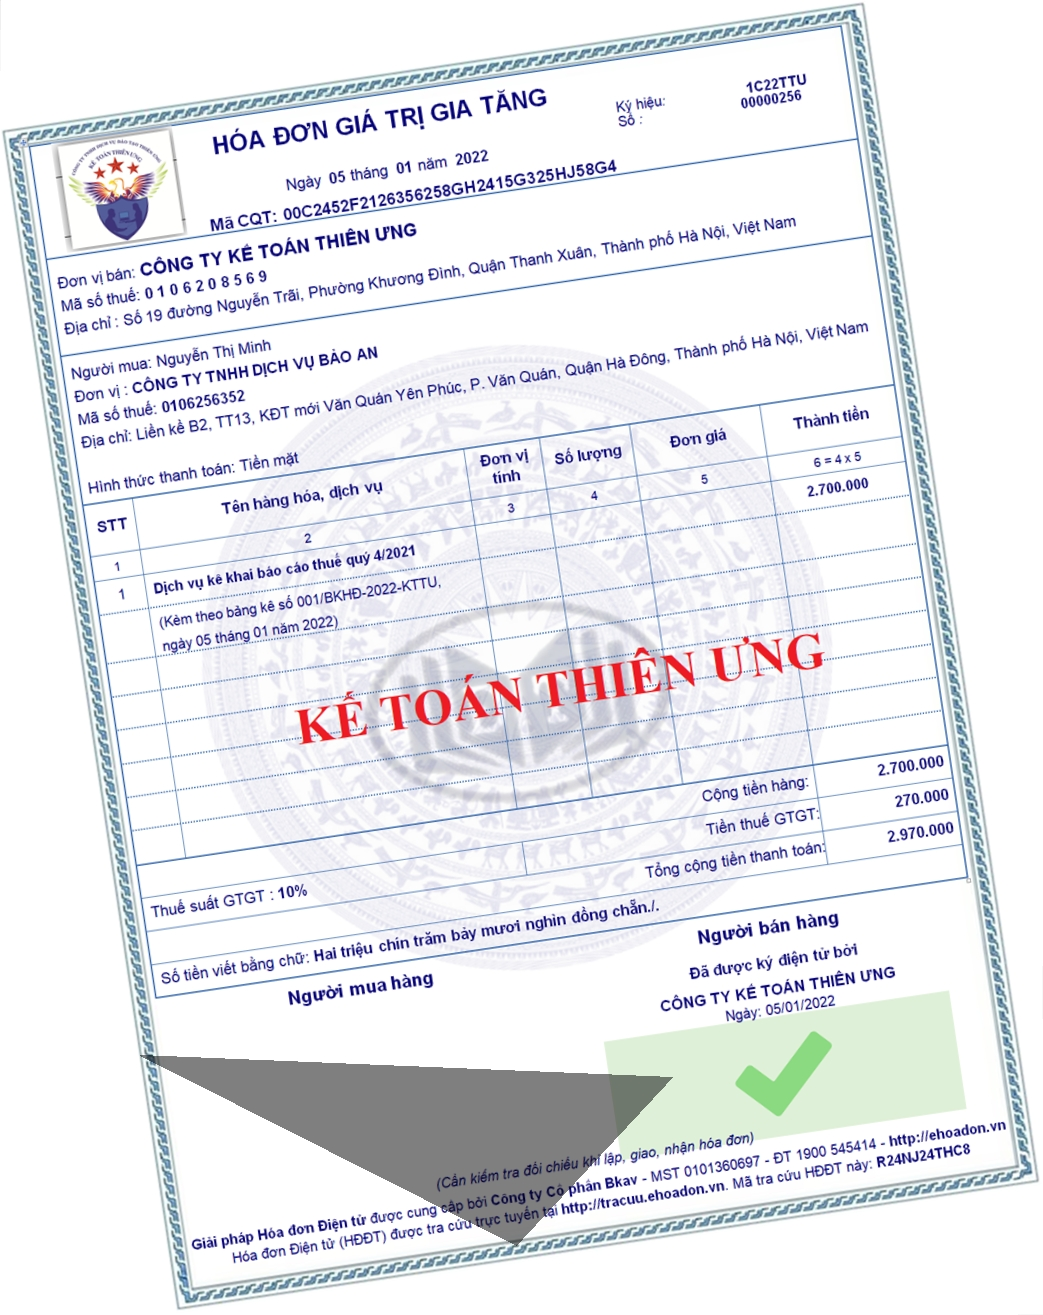 HÓA ĐƠN GIÁ TRỊ GIA TĂNG
Ký hiệu: 1C22TTU
Số : 00000256
Ngày 05 tháng 01 năm 2022
Mã CQT: 00C2452F2126356258GH2415G325HJ58G4
CÔNG TY TNHH DỊCH VỤ ĐÀO TẠO THIÊN ƯNG
KẾ TOÁN THIÊN ƯNG
Đơn vị bán: CÔNG TY KẾ TOÁN THIÊN ƯNG
Mã số thuế: 0 1 0 6 2 0 8 5 6 9
Địa chỉ : Số 19 đường Nguyễn Trãi, Phường Khương Đình, Quận Thanh Xuân, Thành phố Hà Nội, Việt Nam
Người mua: Nguyễn Thị Minh
Đơn vị : CÔNG TY TNHH DỊCH VỤ BẢO AN
Mã số thuế: 0106256352
Địa chỉ: Liền kề B2, TT13, KĐT mới Văn Quán Yên Phúc, P. Văn Quán, Quận Hà Đông, Thành phố Hà Nội, Việt Nam
Hình thức thanh toán: Tiền mặt
STT Tên hàng hóa, dịch vụ Đơn vị tính Số lượng Đơn giá Thành tiền
1 2 3 4 5 6 = 4 x 5
1 Dịch vụ kê khai báo cáo thuế quý 4/2021 2.700.000
(Kèm theo bảng kê số 001/BKHĐ-2022-KTTU,
ngày 05 tháng 01 năm 2022)
KẾ TOÁN THIÊN ƯNG
Cộng tiền hàng: 2.700.000
Thuế suất GTGT : 10% Tiền thuế GTGT: 270.000
Tổng cộng tiền thanh toán: 2.970.000
Số tiền viết bằng chữ: Hai triệu chín trăm bảy mươi nghìn đồng chẵn./.
Người mua hàng Người bán hàng
Đã được ký điện tử bởi
CÔNG TY KẾ TOÁN THIÊN ƯNG
Ngày: 05/01/2022
(Cần kiểm tra đối chiếu khi lập, giao, nhận hóa đơn)
Giải pháp Hóa đơn Điện tử được cung cấp bởi Công ty Cổ phần Bkav - MST 0101360697 - ĐT 1900 545414 - http://ehoadon.vn
Hóa đơn Điện tử (HĐĐT) được tra cứu trực tuyến tại http://tracuu.ehoadon.vn. Mã tra cứu HĐĐT này: R24NJ24THC8